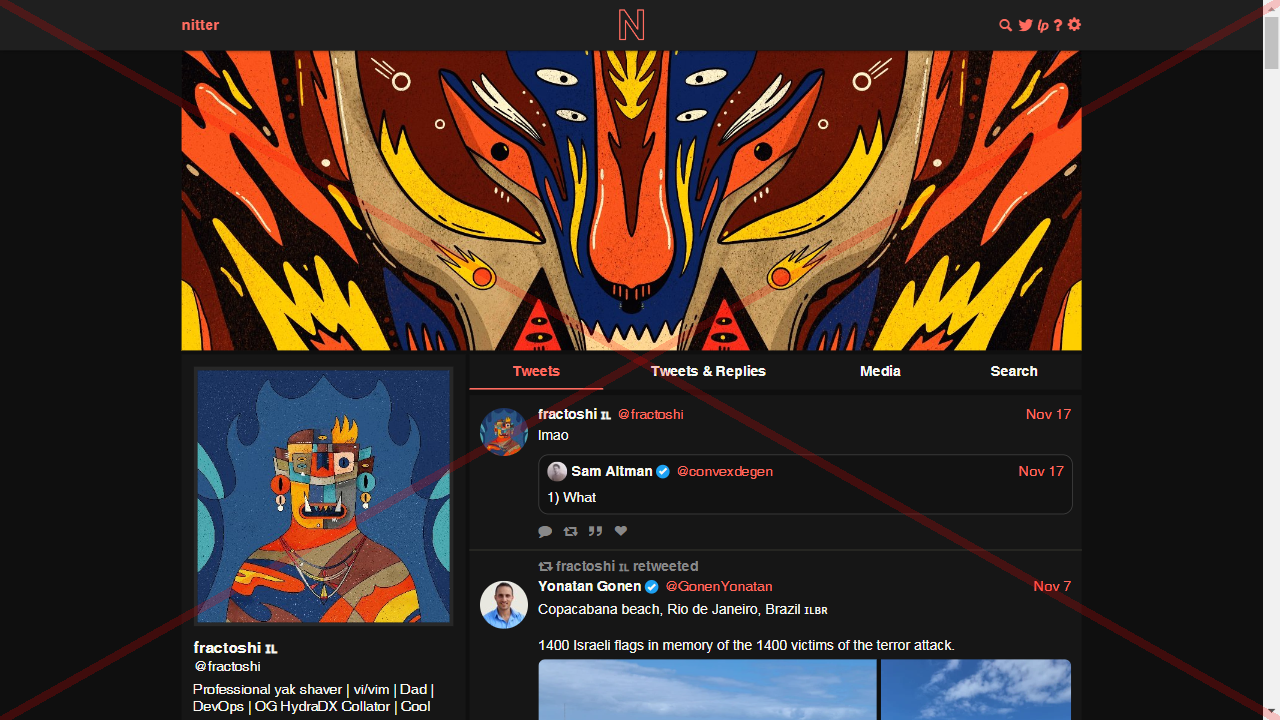 nitter
N
lp ?
Tweets
Tweets & Replies
Media
Search
fractoshi IL @fractoshi
Nov 17
lmao
Sam Altman @convexdegen
Nov 17
1) What
fractoshi IL retweeted
Yonatan Gonen @GonenYonatan
Nov 7
Copacabana beach, Rio de Janeiro, Brazil ILBR
1400 Israeli flags in memory of the 1400 victims of the terror attack.
fractoshi IL
@fractoshi
Professional yak shaver | vi/vim | Dad |
DevOps | OG HydraDX Collator | Cool